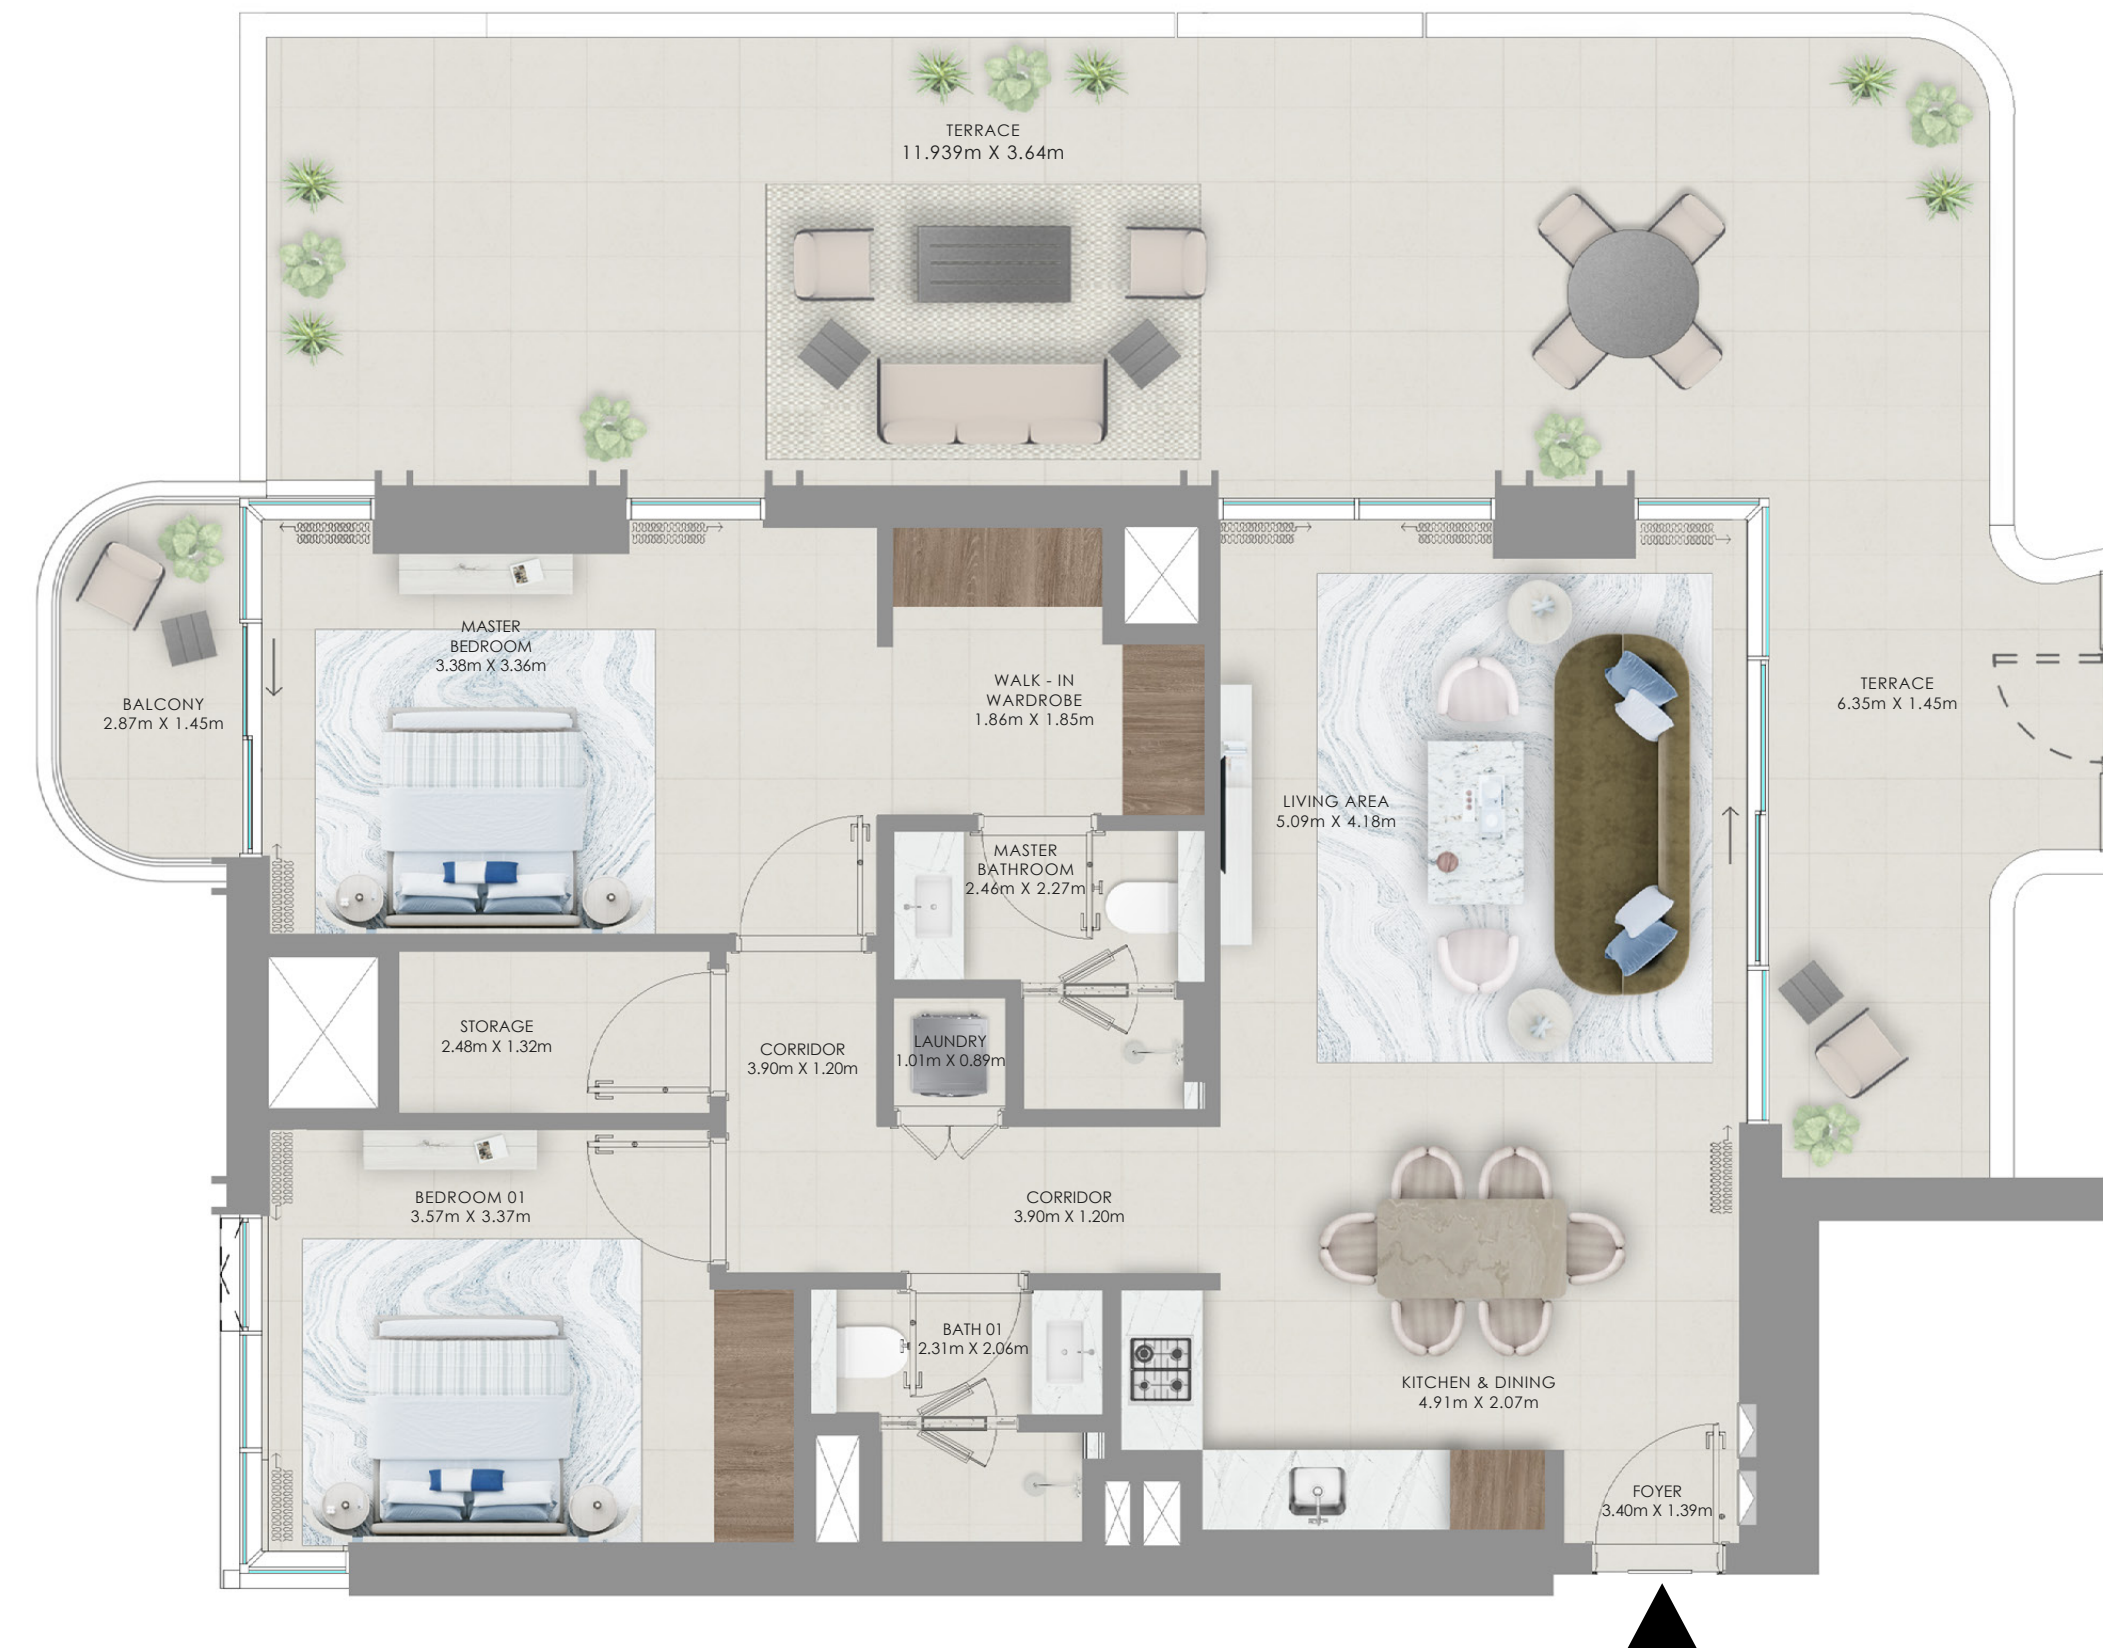 TERRACE
11.939m X 3.64m
MASTER
BEDROOM
3.38m X 3.36m
BALCONY
2.87m X 1.45m
WALK - IN
WARDROBE
1.86m X 1.85m
TERRACE
6.35m X 1.45m
LIVING AREA
5.09m X 4.18m
MASTER
BATHROOM
2.46m X 2.27m
STORAGE
2.48m X 1.32m
CORRIDOR
3.90m X 1.20m
LAUNDRY
1.01m X 0.89m
BEDROOM 01
3.57m X 3.37m
CORRIDOR
3.90m X 1.20m
BATH 01
2.31m X 2.06m
KITCHEN & DINING
4.91m X 2.07m
FOYER
3.40m X 1.39m